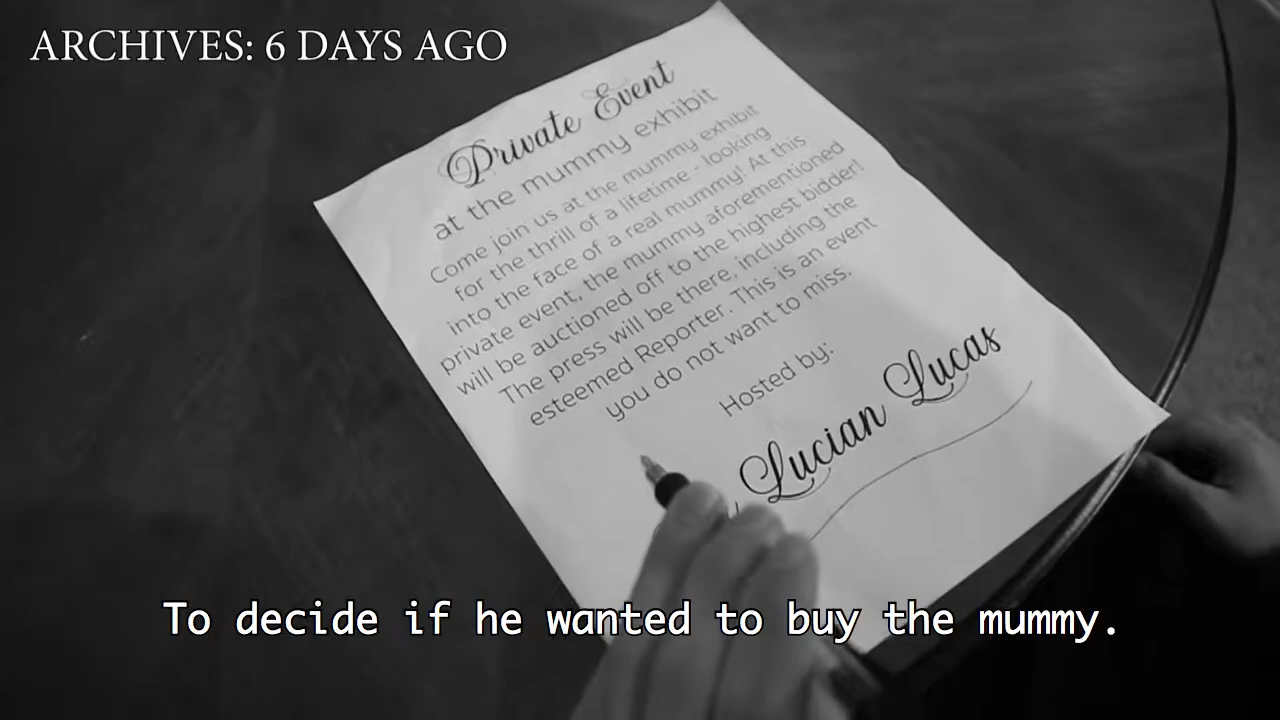 ARCHIVES: 6 DAYS AGO
Private Event
at the mummy exhibit
Come join us at the mummy exhibit
for the thrill of a lifetime - looking
into the face of a real mummy! At this
private event, the mummy aforementioned
will be auctioned off to the highest bidder!
The press will be there, including the
esteemed Reporter. This is an event
you do not want to miss.
Hosted by:
Lucian Lucas
To decide if he wanted to buy the mummy.